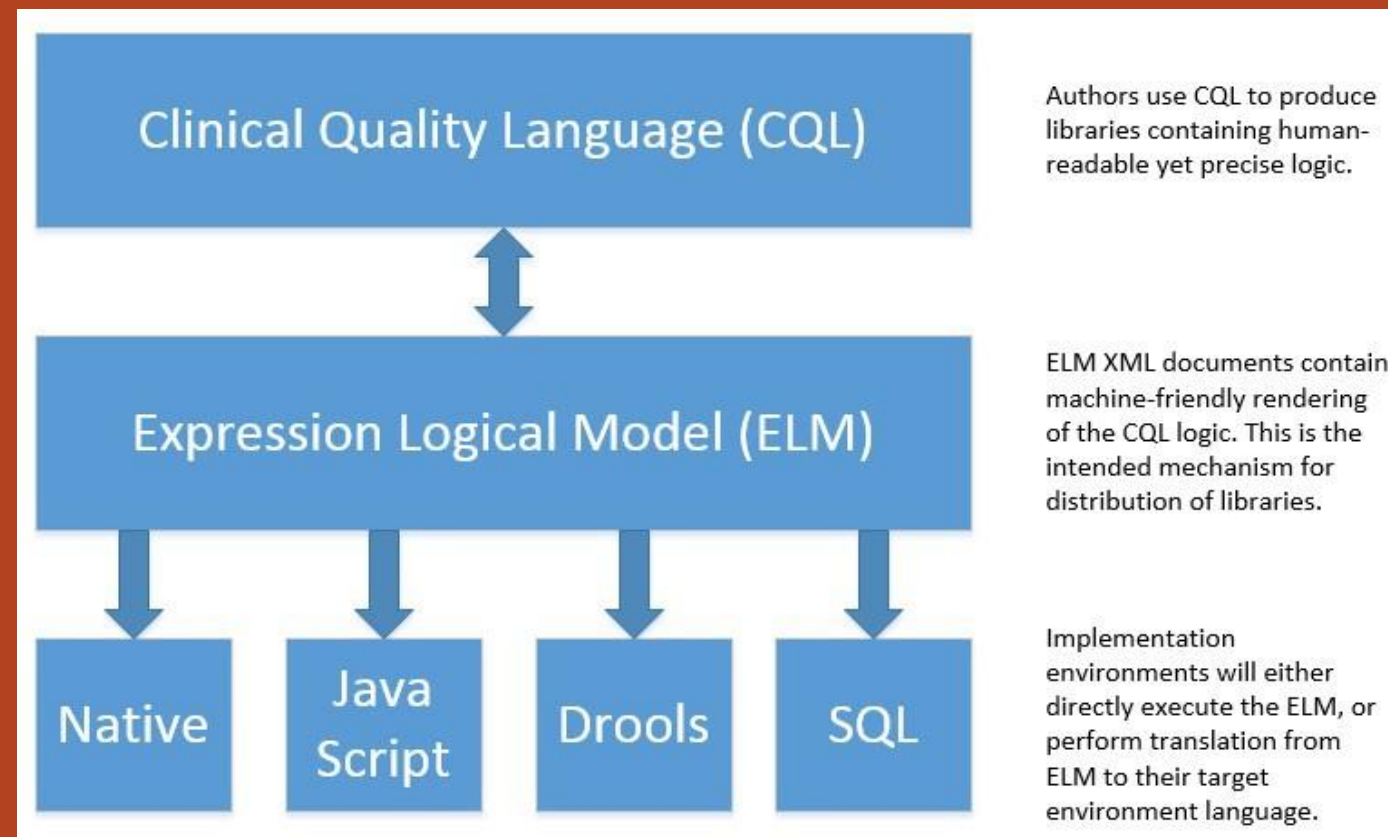 Clinical Quality Language (CQL)
Authors use CQL to produce
libraries containing human-
readable yet precise logic.
Expression Logical Model (ELM)
ELM XML documents contain
machine-friendly rendering
of the CQL logic. This is the
intended mechanism for
distribution of libraries.
Native
Java
Script
Drools
SQL
Implementation
environments will either
directly execute the ELM, or
perform translation from
ELM to their target
environment language.